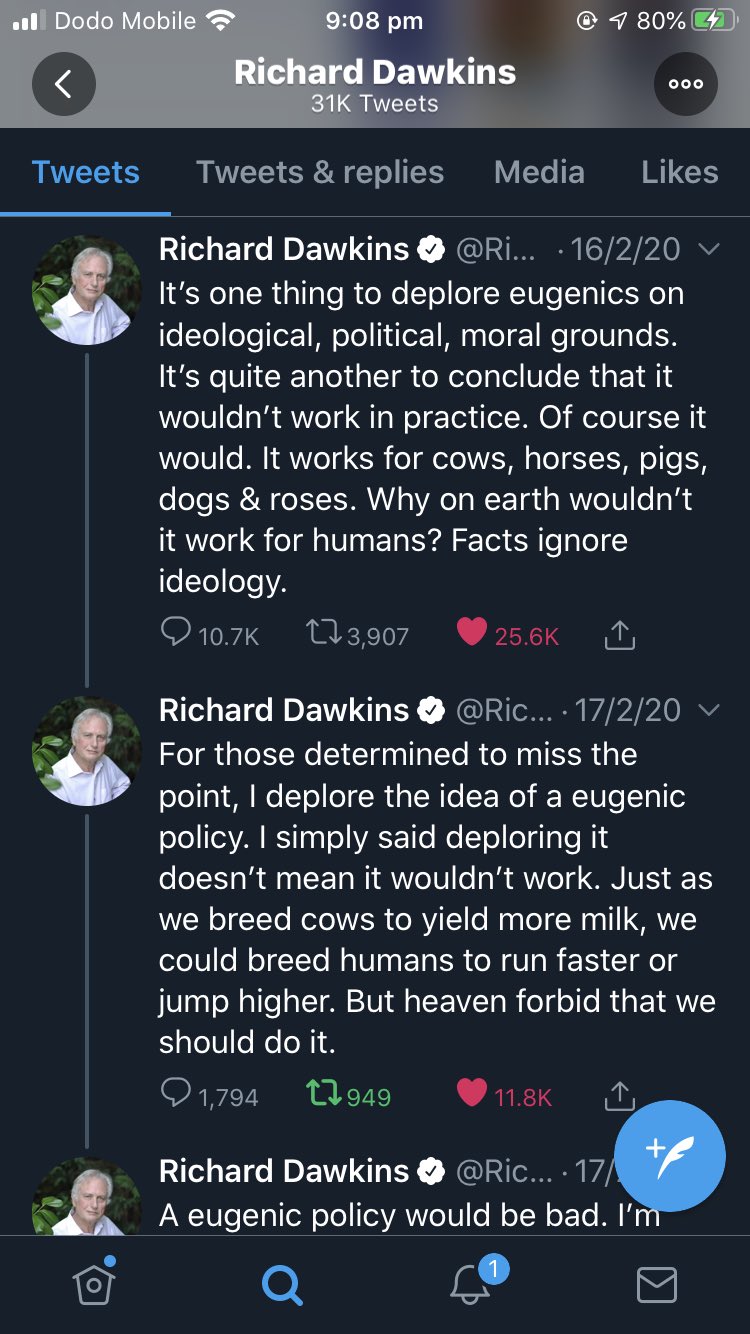 Dodo Mobile 9:08 pm 80%
Richard Dawkins
31K Tweets
Tweets Tweets & replies Media Likes
Richard Dawkins @Ri... · 16/2/20
It’s one thing to deplore eugenics on
ideological, political, moral grounds.
It’s quite another to conclude that it
wouldn’t work in practice. Of course it
would. It works for cows, horses, pigs,
dogs & roses. Why on earth wouldn’t
it work for humans? Facts ignore
ideology.
10.7K 3,907 25.6K
Richard Dawkins @Ric... · 17/2/20
For those determined to miss the
point, I deplore the idea of a eugenic
policy. I simply said deploring it
doesn’t mean it wouldn’t work. Just as
we breed cows to yield more milk, we
could breed humans to run faster or
jump higher. But heaven forbid that we
should do it.
1,794 949 11.8K
Richard Dawkins @Ric... · 17/
A eugenic policy would be bad. I’m
1